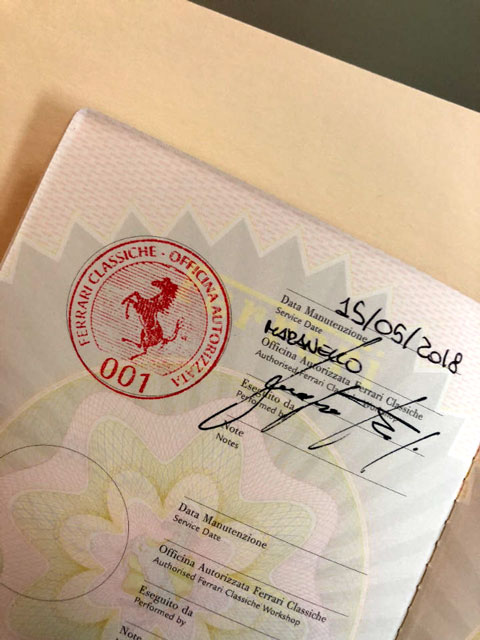 FERRARI CLASSICHE · OFFICINA AUTORIZZATA
001
Data Manutenzione 15/05/2018
Service Date
MARANELLO
Officina Autorizzata Ferrari Classiche
Authorised Ferrari Classiche Workshop
Eseguito da
Performed by
Note
Notes
Data Manutenzione
Service Date
Officina Autorizzata Ferrari Classiche
Authorised Ferrari Classiche Workshop
Eseguito da
Performed by
Note